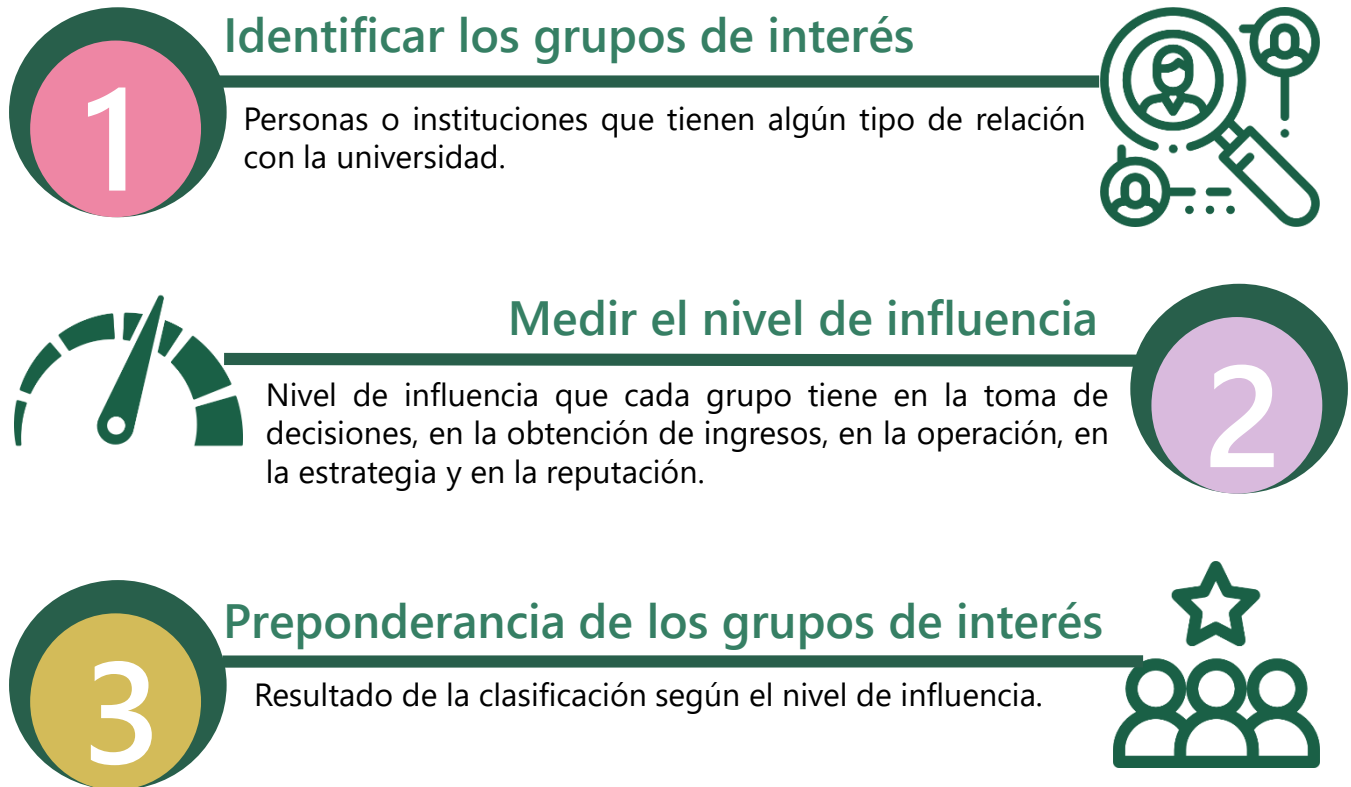 1
Identificar los grupos de interés
Personas o instituciones que tienen algún tipo de relación
con la universidad.
Medir el nivel de influencia
2
Nivel de influencia que cada grupo tiene en la toma de
decisiones, en la obtención de ingresos, en la operación, en
la estrategia y en la reputación.
3
Preponderancia de los grupos de interés
Resultado de la clasificación según el nivel de influencia.